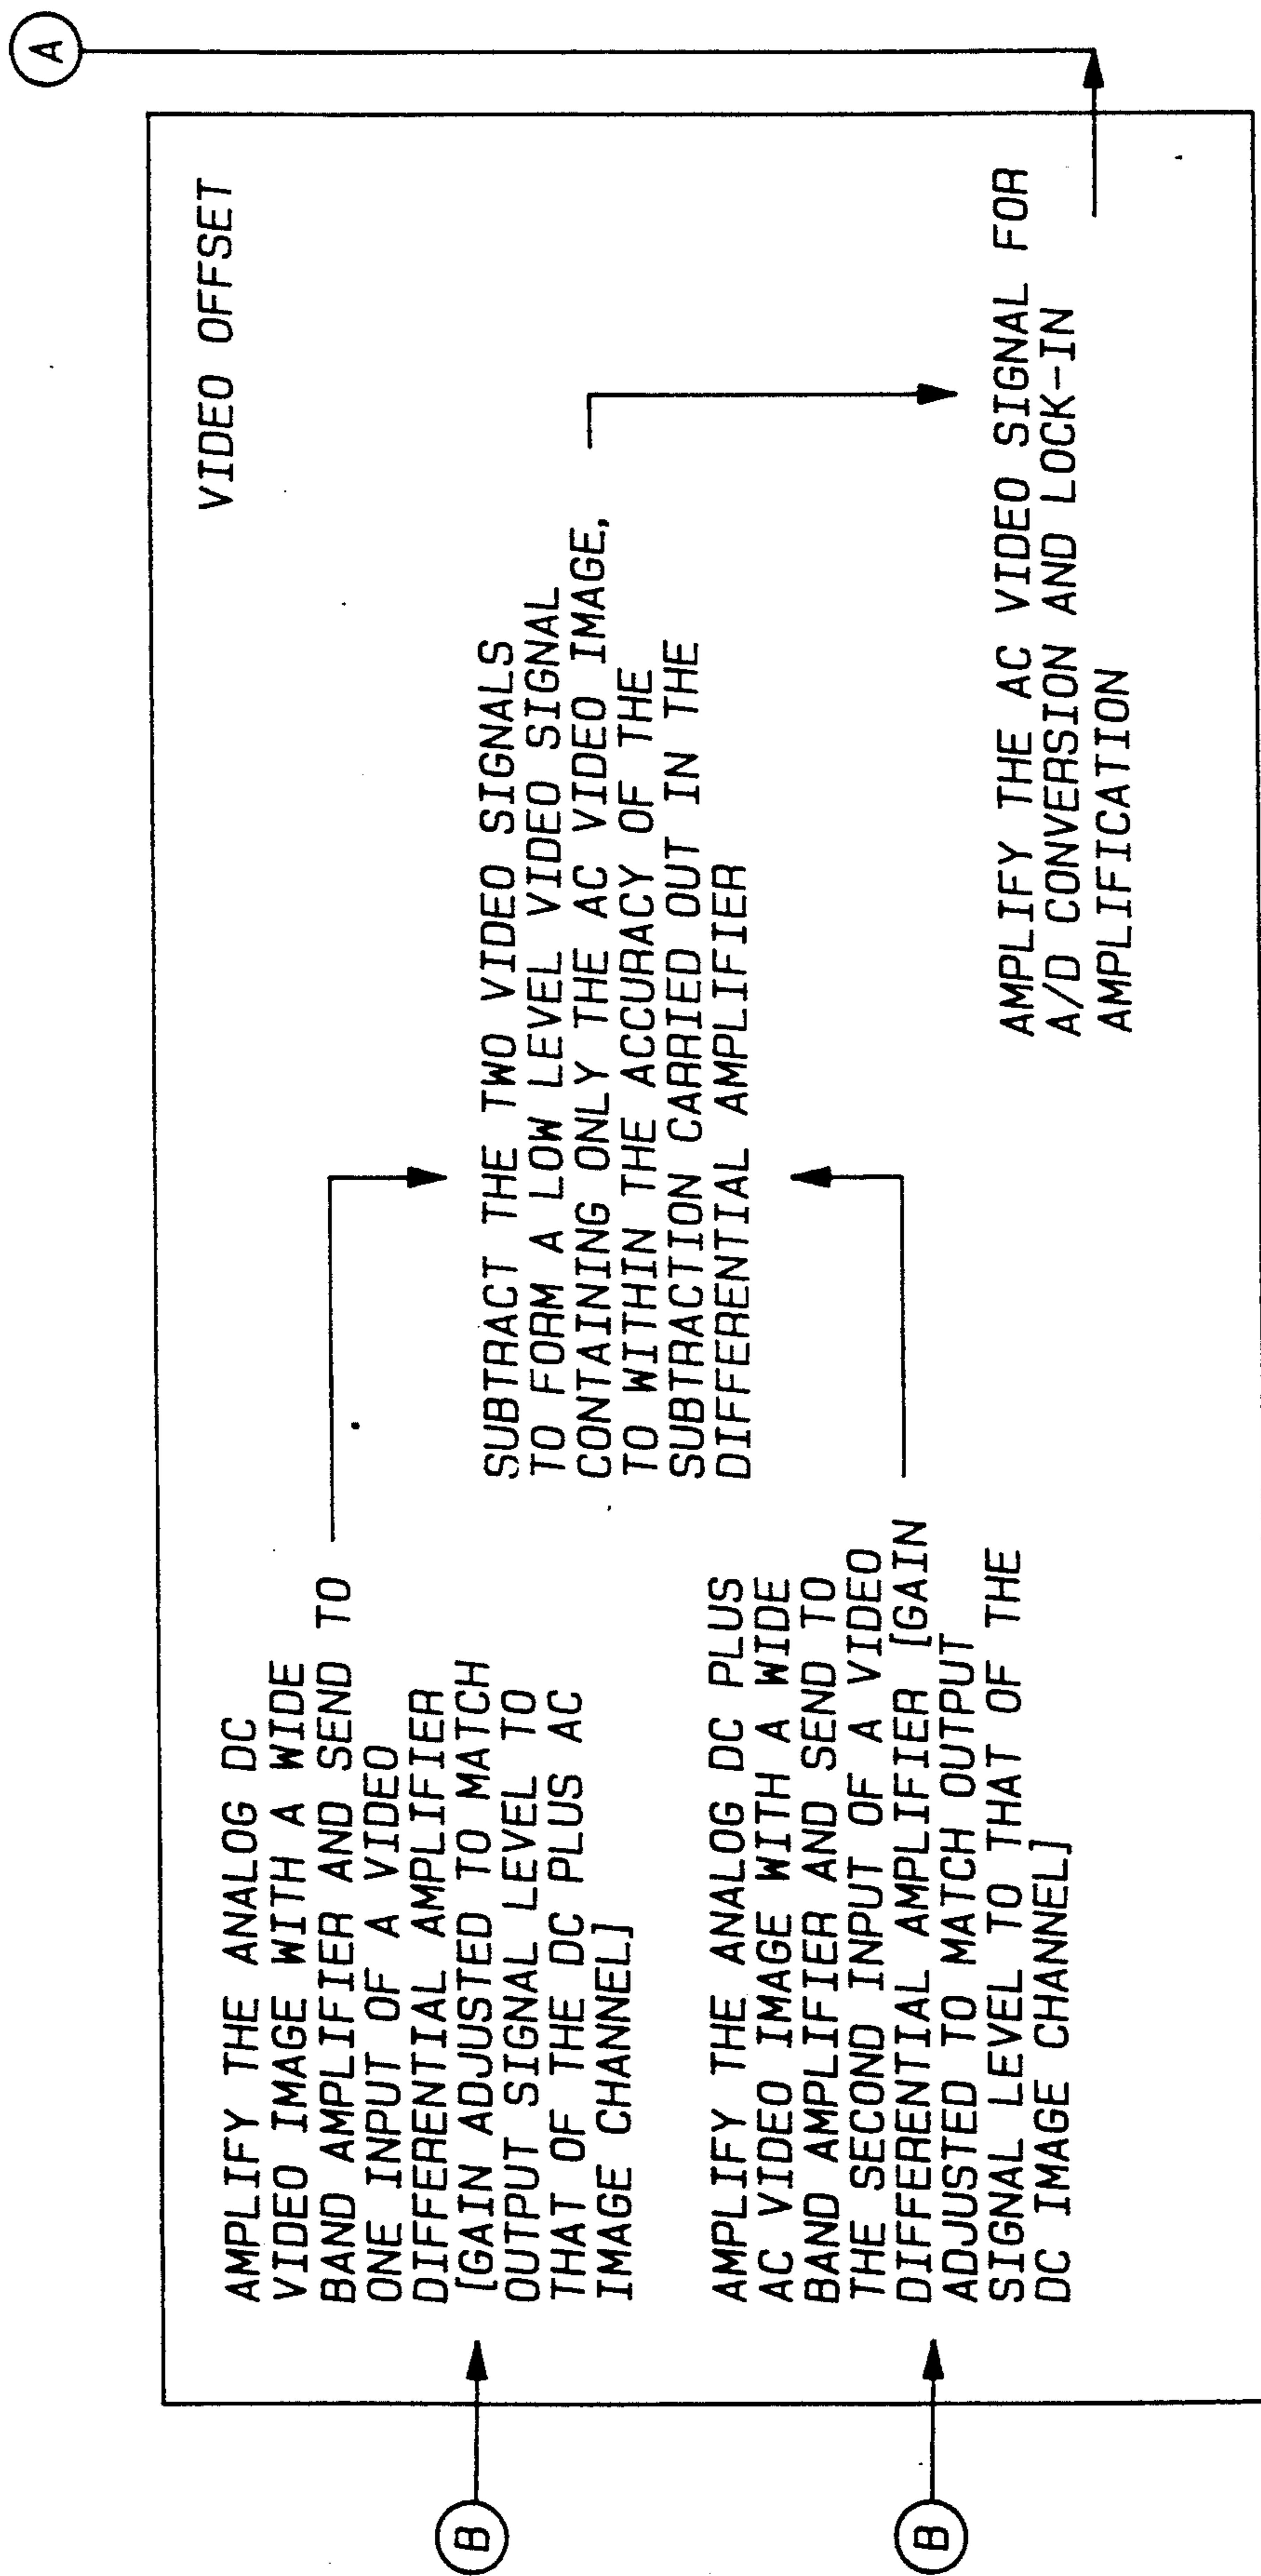 A
VIDEO OFFSET
AMPLIFY THE ANALOG DC
VIDEO IMAGE WITH A WIDE
BAND AMPLIFIER AND SEND TO
ONE INPUT OF A VIDEO
DIFFERENTIAL AMPLIFIER
[GAIN ADJUSTED TO MATCH
OUTPUT SIGNAL LEVEL TO
THAT OF THE DC PLUS AC
IMAGE CHANNEL]
B
SUBTRACT THE TWO VIDEO SIGNALS
TO FORM A LOW LEVEL VIDEO SIGNAL
CONTAINING ONLY THE AC VIDEO IMAGE,
TO WITHIN THE ACCURACY OF THE
SUBTRACTION CARRIED OUT IN THE
DIFFERENTIAL AMPLIFIER
AMPLIFY THE ANALOG DC PLUS
AC VIDEO IMAGE WITH A WIDE
BAND AMPLIFIER AND SEND TO
THE SECOND INPUT OF A VIDEO
DIFFERENTIAL AMPLIFIER [GAIN
ADJUSTED TO MATCH OUTPUT
SIGNAL LEVEL TO THAT OF THE
DC IMAGE CHANNEL]
B
AMPLIFY THE AC VIDEO SIGNAL FOR
A/D CONVERSION AND LOCK-IN
AMPLIFICATION